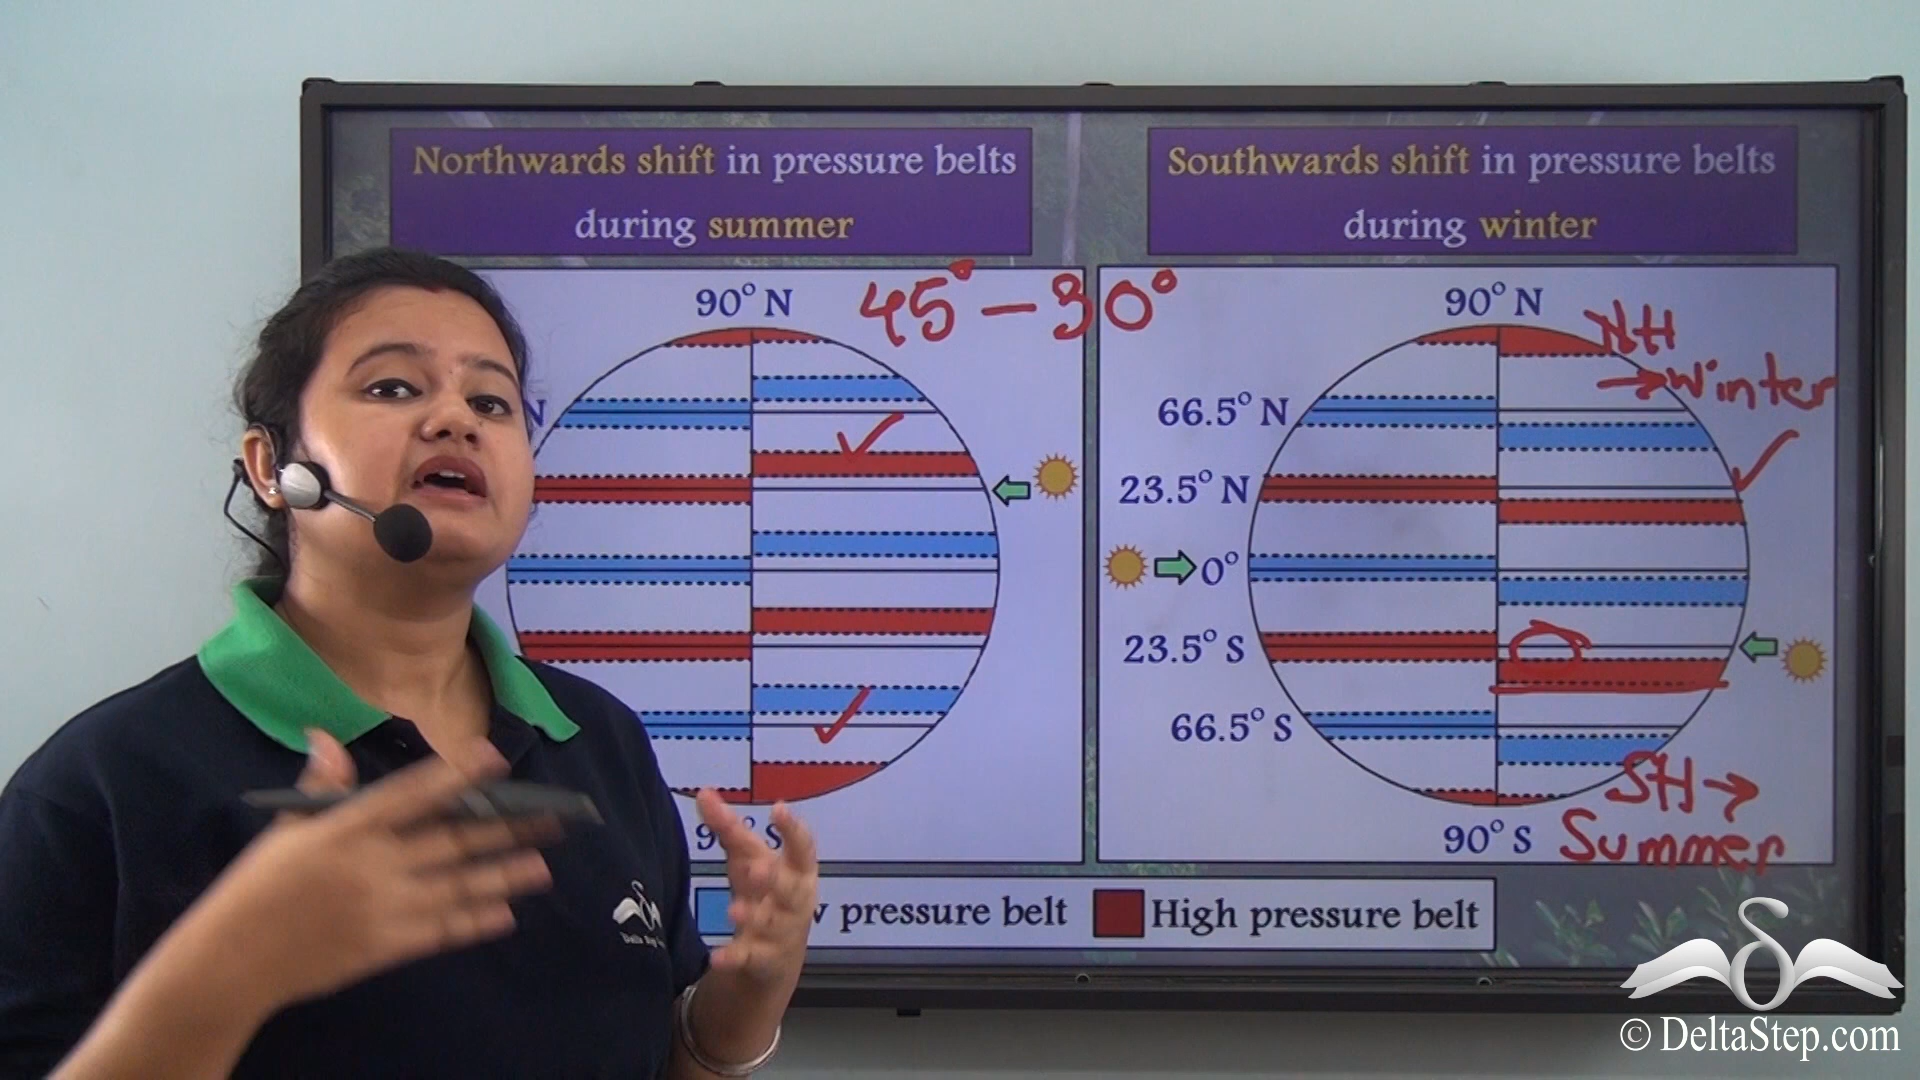 Northwards shift in pressure belts
during summer
Southwards shift in pressure belts
during winter
90° N
45° – 30°
N
90° S
90° N
NH
→ Winter
66.5° N
23.5° N
0°
23.5° S
66.5° S
90° S
SH →
Summer
pressure belt
High pressure belt
© DeltaStep.com